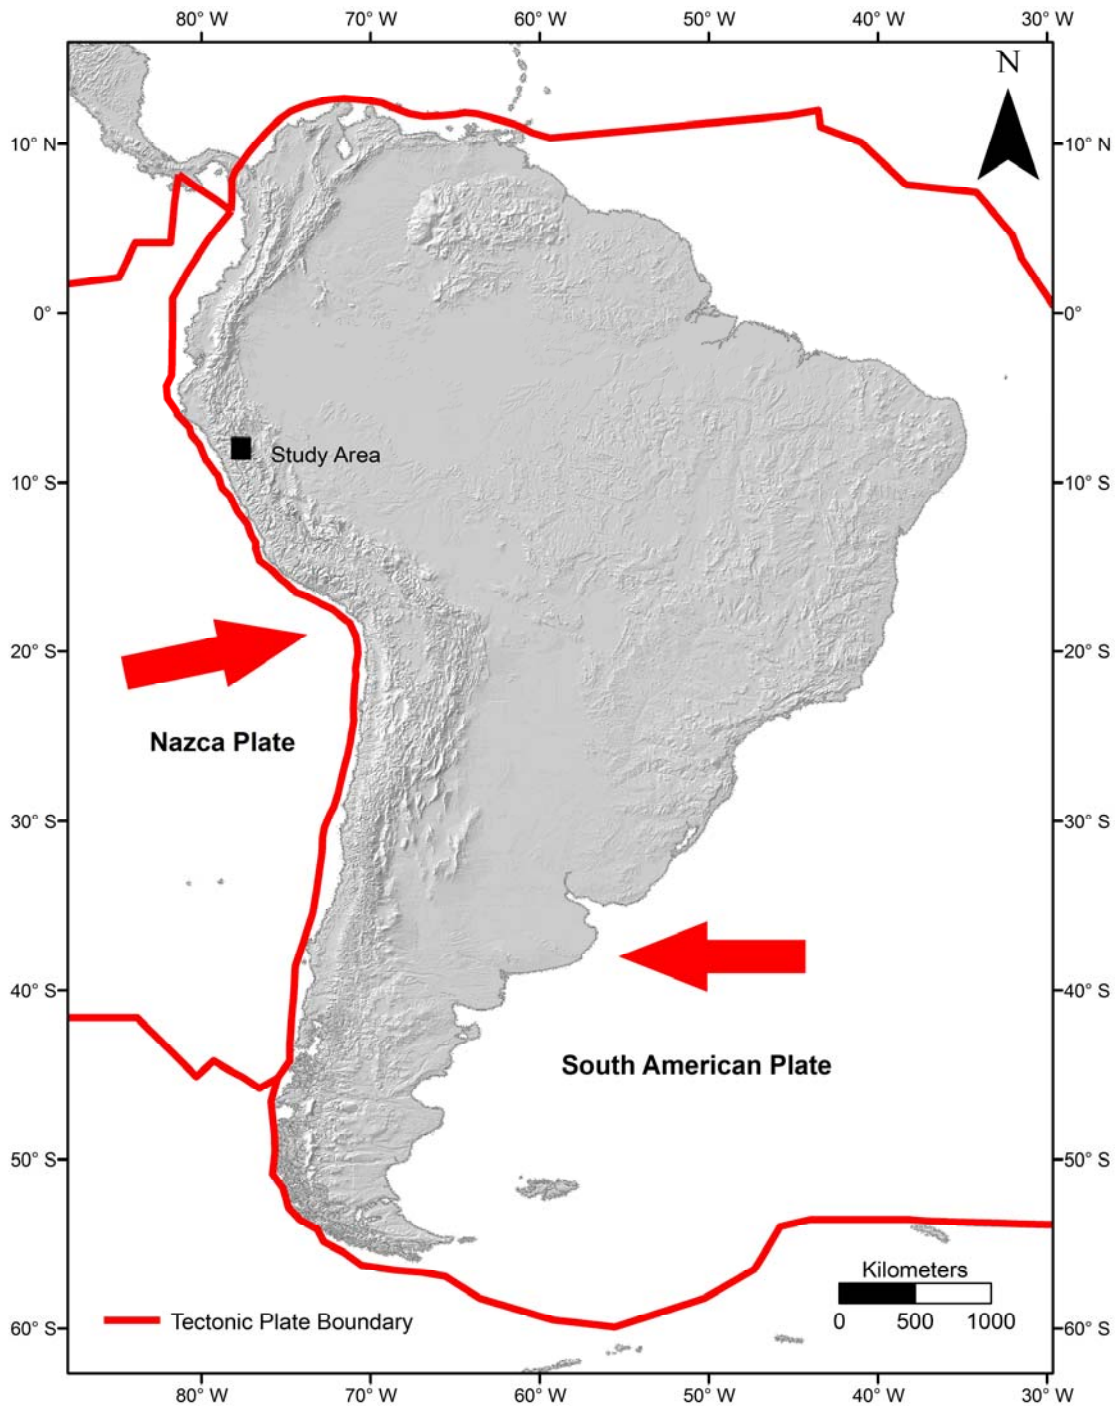 80° W 70° W 60° W 50° W 40° W 30° W
N
10° N 10° N
0° 0°
Study Area
10° S 10° S
20° S 20° S
Nazca Plate
30° S 30° S
40° S 40° S
South American Plate
50° S 50° S
Kilometers
Tectonic Plate Boundary
0 500 1000
60° S 60° S
80° W 70° W 60° W 50° W 40° W 30° W